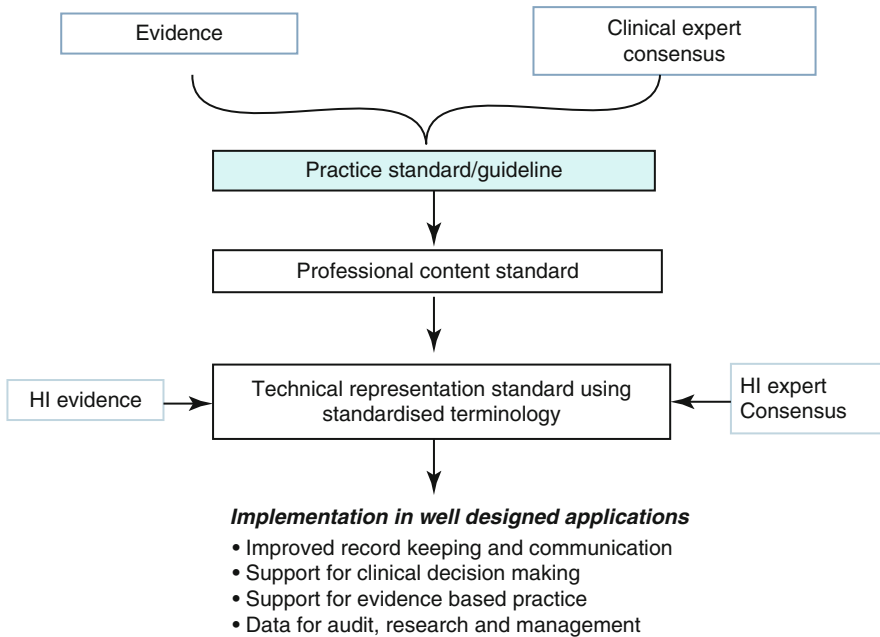 Evidence
Clinical expert
consensus
Practice standard/guideline
Professional content standard
HI evidence
Technical representation standard using
standardised terminology
HI expert
Consensus
Implementation in well designed applications
• Improved record keeping and communication
• Support for clinical decision making
• Support for evidence based practice
• Data for audit, research and management